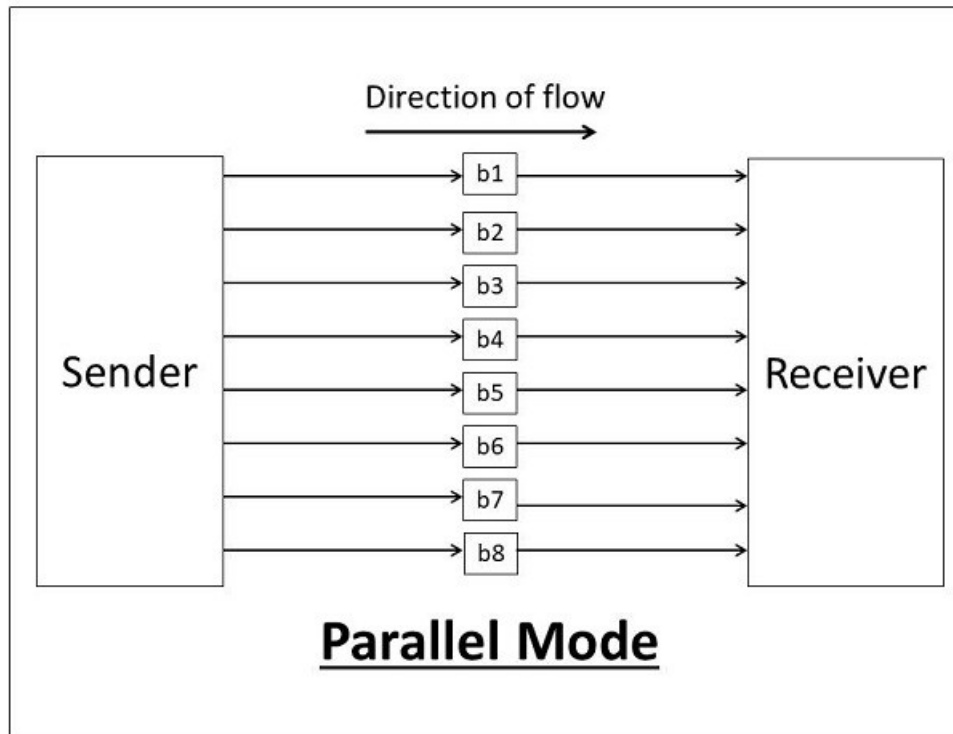 Direction of flow
b1
b2
b3
b4
Sender
Receiver
b5
b6
b7
b8
Parallel Mode